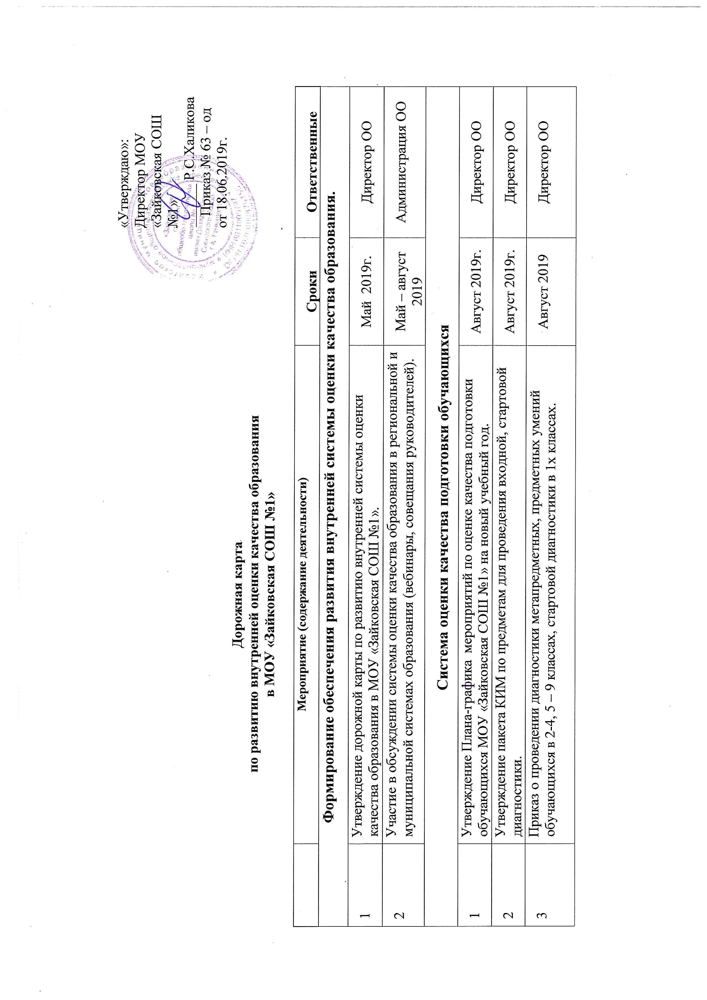 «Утверждаю»:
Директор МОУ
«Зайковская СОШ
№1»
Р.С.Халикова
Приказ № 63 – од
от 18.06.2019г.
Дорожная карта
по развитию внутренней оценки качества образования
в МОУ «Зайковская СОШ №1»
Мероприятие (содержание деятельности) Сроки Ответственные
Формирование обеспечения развития внутренней системы оценки качества образования.
1 Утверждение дорожной карты по развитию внутренней системы оценки Май 2019г. Директор ОО
качества образования в МОУ «Зайковская СОШ №1».
2 Участие в обсуждении системы оценки качества образования в региональной и Май – август Администрация ОО
муниципальной системах образования (вебинары, совещания руководителей). 2019
Система оценки качества подготовки обучающихся
1 Утверждение Плана-графика мероприятий по оценке качества подготовки Август 2019г. Директор ОО
обучающихся МОУ «Зайковская СОШ №1» на новый учебный год.
2 Утверждение пакета КИМ по предметам для проведения входной, стартовой Август 2019г. Директор ОО
диагностики.
3 Приказ о проведении диагностики метапредметных, предметных умений Август 2019 Директор ОО
обучающихся в 2-4, 5 – 9 классах, стартовой диагностики в 1х классах.